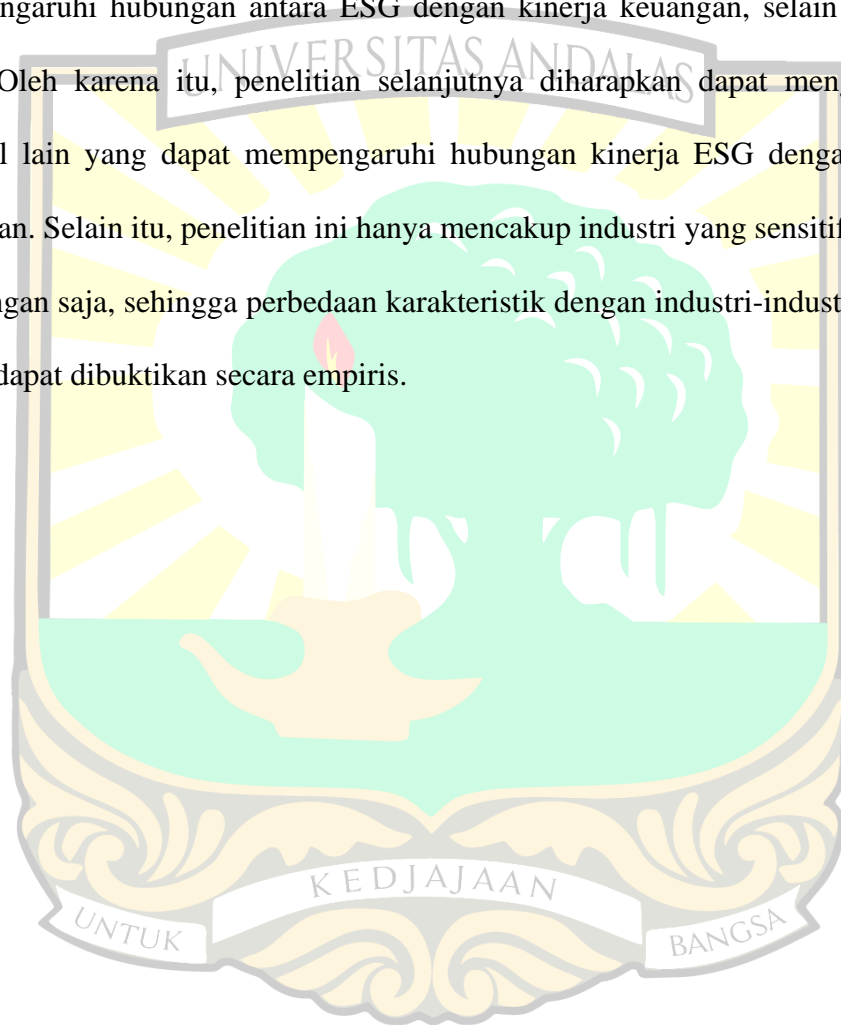 ngaruhi hubungan antara ESG dengan kinerja keuangan, selain
UNIVERSITAS ANDALAS
Oleh karena itu, penelitian selanjutnya diharapkan dapat meng
l lain yang dapat mempengaruhi hubungan kinerja ESG denga
an. Selain itu, penelitian ini hanya mencakup industri yang sensitif
ngan saja, sehingga perbedaan karakteristik dengan industri-indust
dapat dibuktikan secara empiris.
KEDJAJAAN
UNTUK
BANGSA